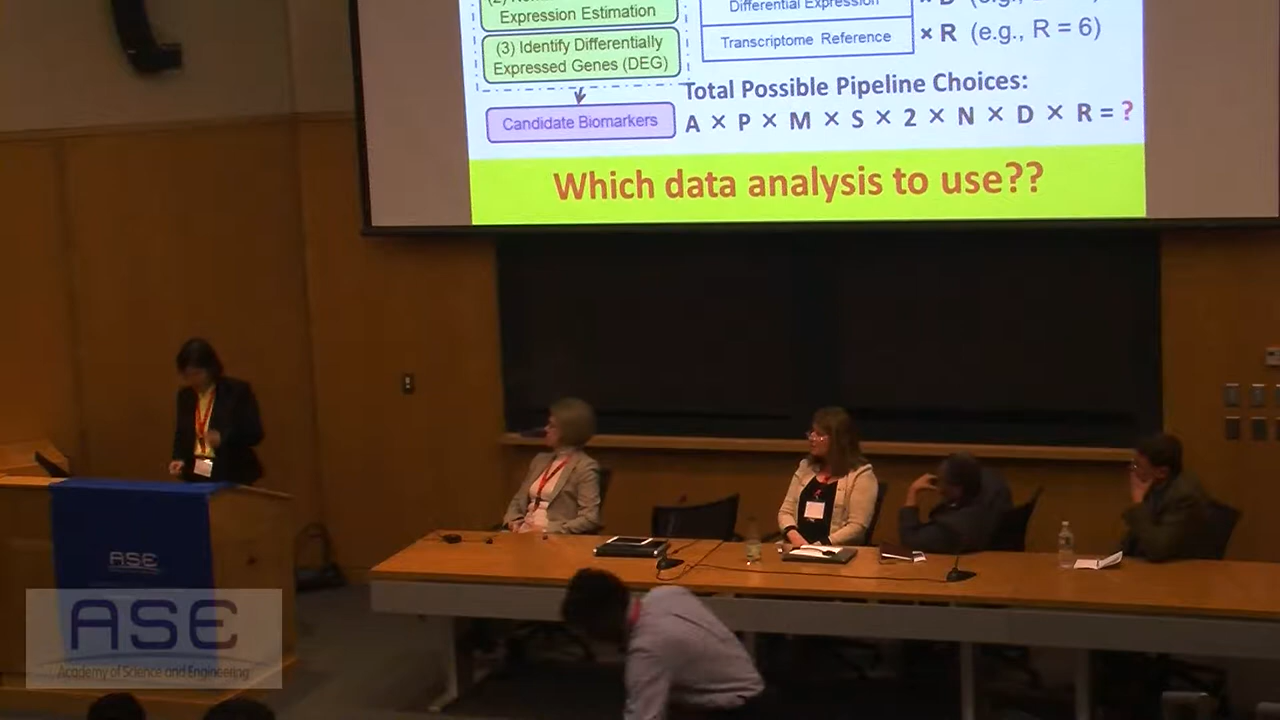 Expression Estimation
(3) Identify Differentially
Expressed Genes (DEG)
Candidate Biomarkers
Differential Expression
Transcriptome Reference
× R (e.g., R = 6)
Total Possible Pipeline Choices:
A × P × M × S × 2 × N × D × R = ?
Which data analysis to use??
ASE
ASE
Academy of Science and Engineering